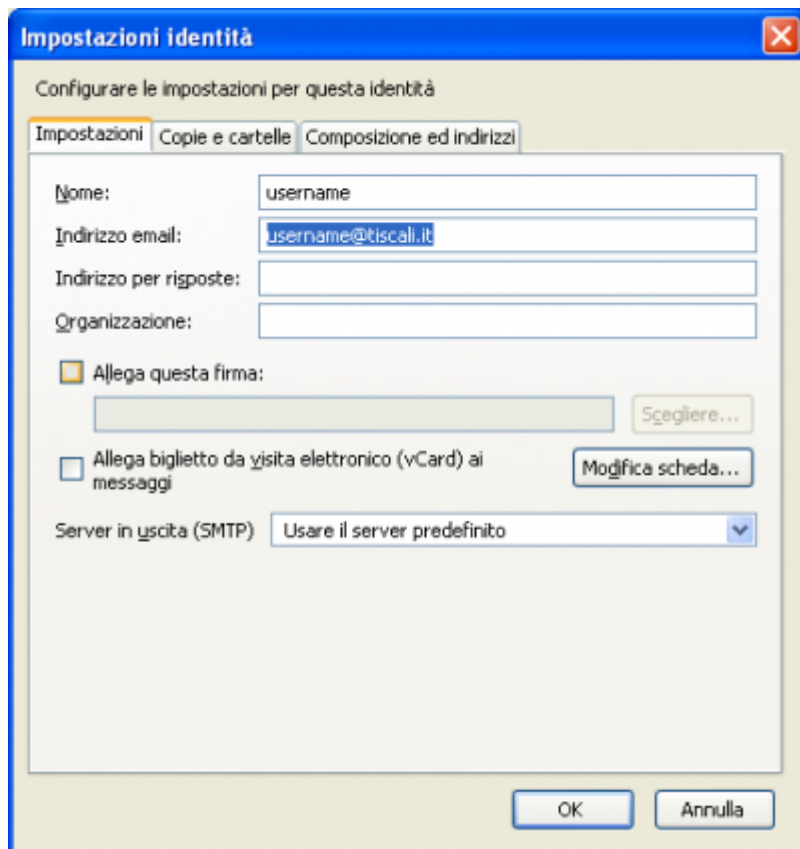 Impostazioni identità
Configurare le impostazioni per questa identità
Impostazioni Copie e cartelle Composizione ed indirizzi
Nome: username
Indirizzo email: username@tiscali.it
Indirizzo per risposte:
Organizzazione:
Allega questa firma:
Scegliere...
Allega biglietto da visita elettronico (vCard) ai
messaggi
Modifica scheda...
Server in uscita (SMTP) Usare il server predefinito
OK Annulla